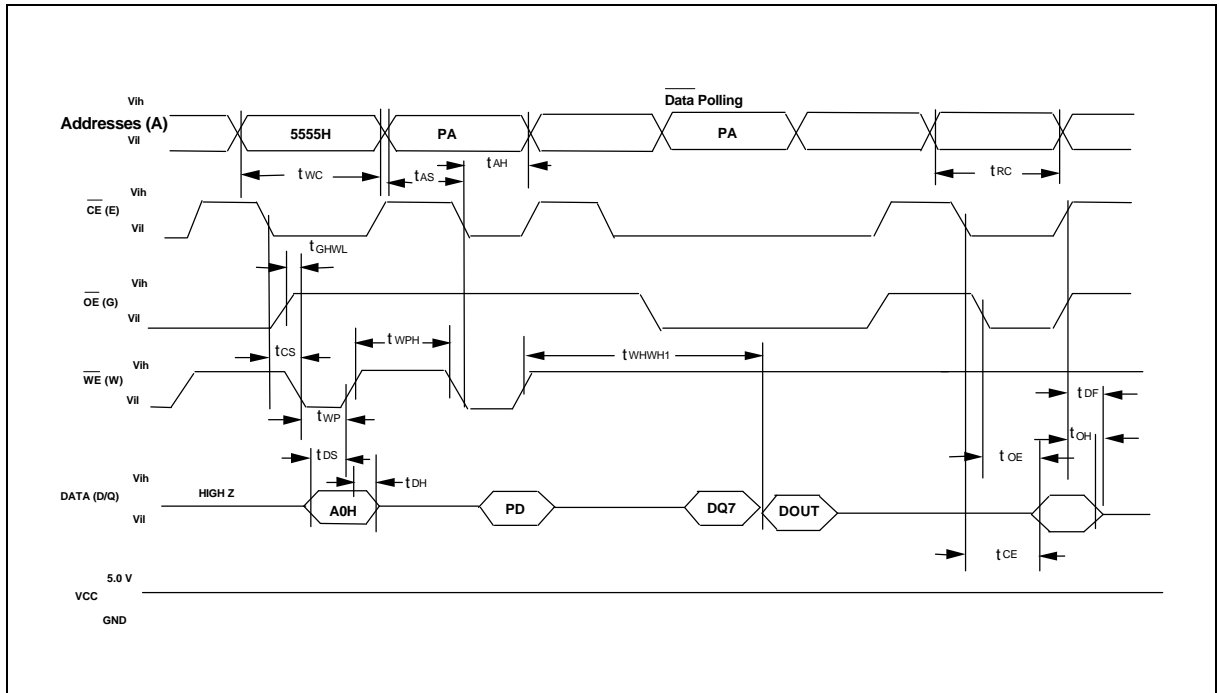 Data Polling
Vih
Addresses (A)
Vil
5555H
PA
PA
tWC
tAS
tAH
tRC
Vih
CE (E)
Vil
tGHWL
Vih
OE (G)
Vil
tCS
tWPH
tWHWH1
Vih
WE (W)
Vil
tWP
tDF
tOH
tOE
tDS
tDH
Vih
DATA (D/Q)
Vil
HIGH Z
A0H
PD
DQ7
DOUT
tCE
5.0 V
VCC
GND